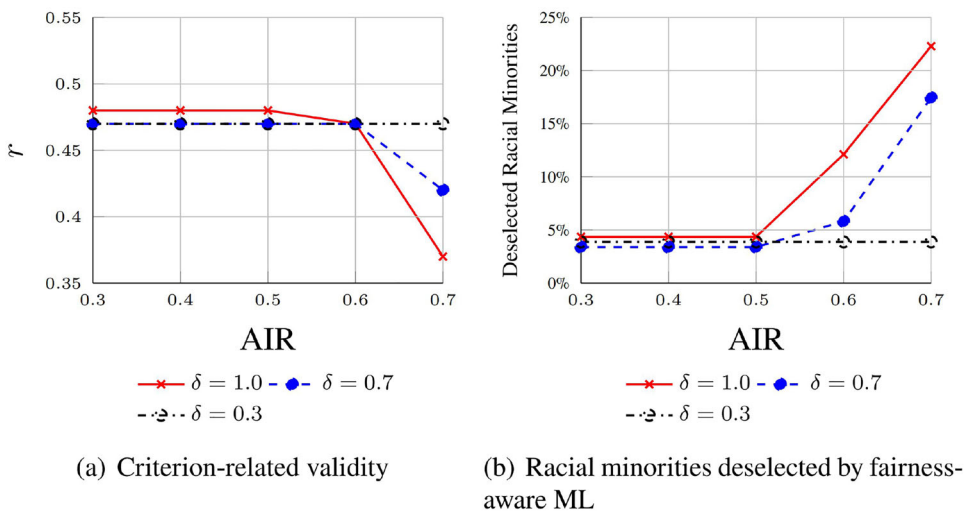 0.55
0.5
0.45
0.4
0.35
r
0.3 0.4 0.5 0.6 0.7
AIR
δ = 1.0 δ = 0.7
δ = 0.3
(a) Criterion-related validity
25%
20%
15%
10%
5%
0%
Deselected Racial Minorities
0.3 0.4 0.5 0.6 0.7
AIR
δ = 1.0 δ = 0.7
δ = 0.3
(b) Racial minorities deselected by fairness-
aware ML